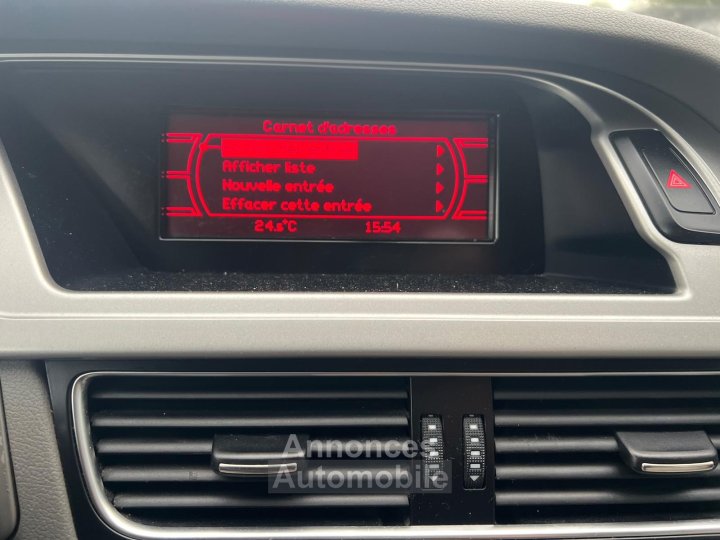 Carnet d'adresses
Afficher liste
Nouvelle entrée
Effacer cette entrée
24.5°C 15:54
Annonces
Automobile